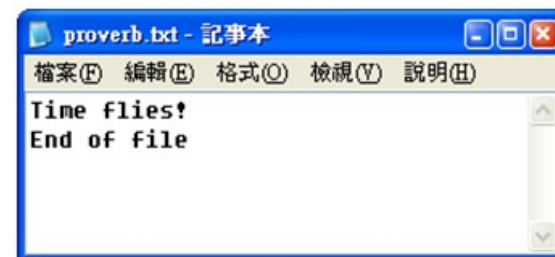 proverb.txt - 記事本
檔案(F) 編輯(E) 格式(O) 檢視(V) 說明(H)
Time flies!
End of file